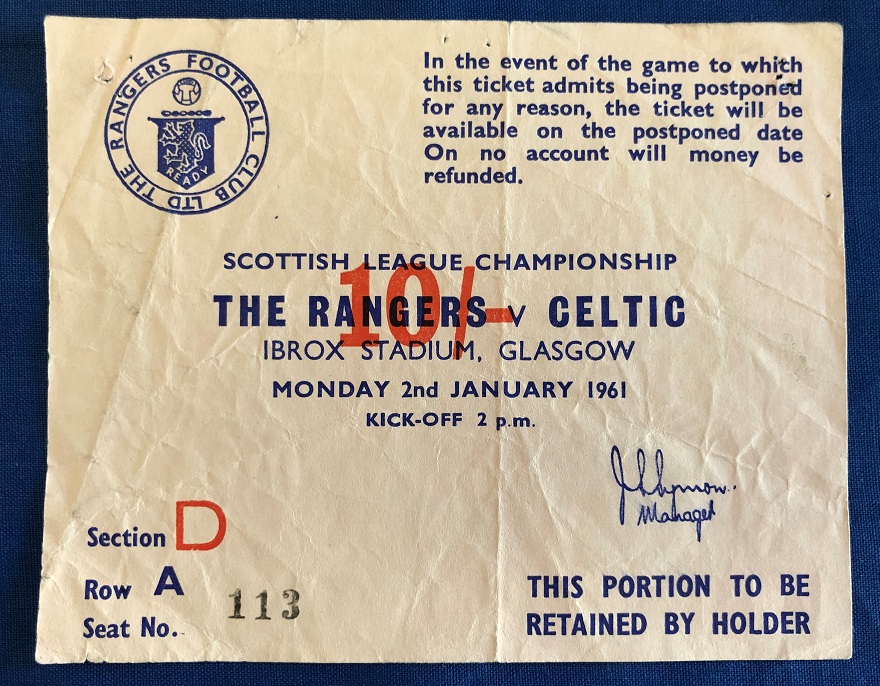 THE RANGERS FOOTBALL CLUB LTD
READY
In the event of the game to which
this ticket admits being postponed
for any reason, the ticket will be
available on the postponed date
On no account will money be
refunded.
SCOTTISH LEAGUE CHAMPIONSHIP
10/-
THE RANGERS v CELTIC
IBROX STADIUM, GLASGOW
MONDAY 2nd JANUARY 1961
KICK-OFF 2 p.m.
J S Symon.
Manager
Section D
Row A
Seat No. 113
THIS PORTION TO BE
RETAINED BY HOLDER